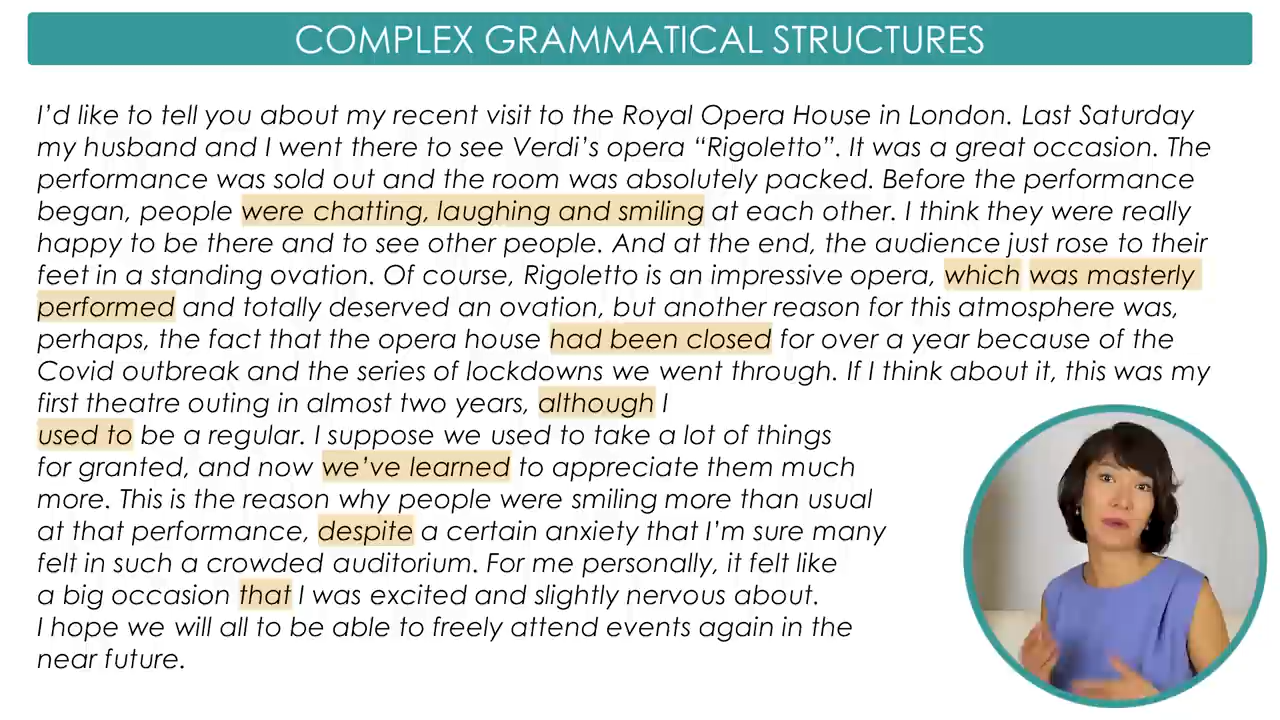 COMPLEX GRAMMATICAL STRUCTURES
I’d like to tell you about my recent visit to the Royal Opera House in London. Last Saturday
my husband and I went there to see Verdi’s opera “Rigoletto”. It was a great occasion. The
performance was sold out and the room was absolutely packed. Before the performance
began, people were chatting, laughing and smiling at each other. I think they were really
happy to be there and to see other people. And at the end, the audience just rose to their
feet in a standing ovation. Of course, Rigoletto is an impressive opera, which was masterly
performed and totally deserved an ovation, but another reason for this atmosphere was,
perhaps, the fact that the opera house had been closed for over a year because of the
Covid outbreak and the series of lockdowns we went through. If I think about it, this was my
first theatre outing in almost two years, although I
used to be a regular. I suppose we used to take a lot of things
for granted, and now we’ve learned to appreciate them much
more. This is the reason why people were smiling more than usual
at that performance, despite a certain anxiety that I’m sure many
felt in such a crowded auditorium. For me personally, it felt like
a big occasion that I was excited and slightly nervous about.
I hope we will all to be able to freely attend events again in the
near future.